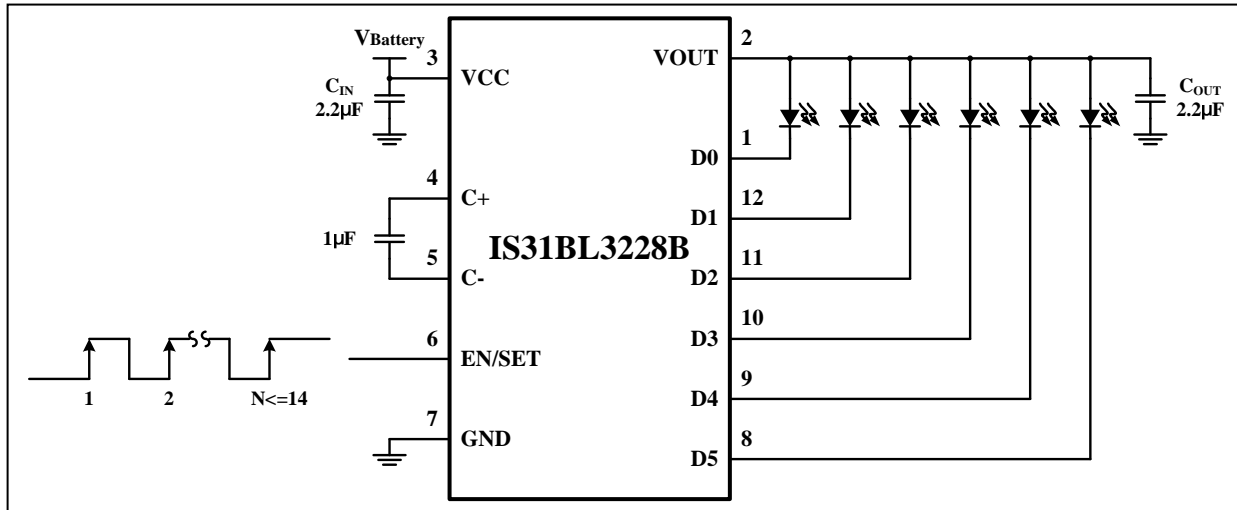 VBattery
3
VCC
CIN
2.2μF
4
C+
1μF
5
C-
6
EN/SET
1
2
N<=14
7
GND
IS31BL3228B
2
VOUT
COUT
2.2μF
1
D0
12
D1
11
D2
10
D3
9
D4
8
D5